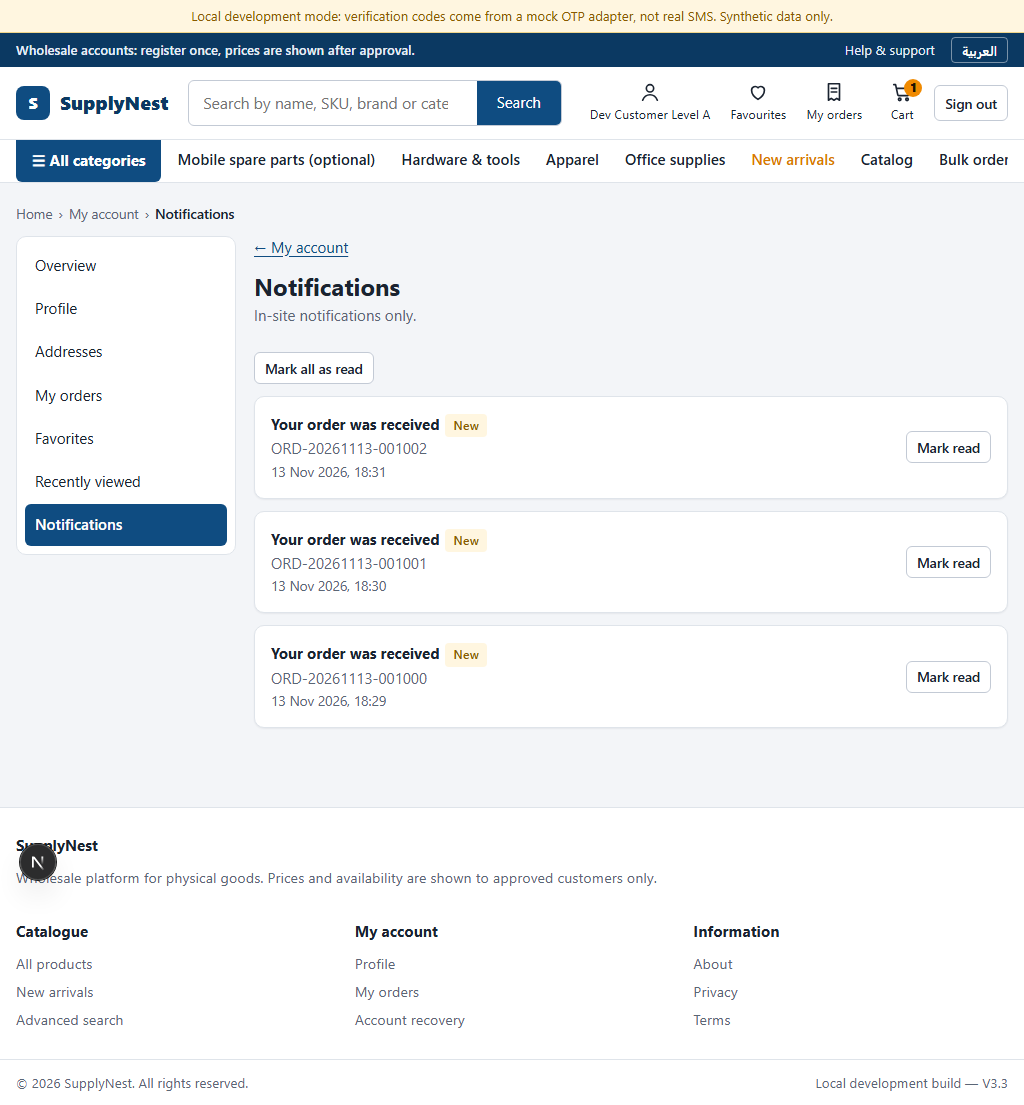 Local development mode: verification codes come from a mock OTP adapter, not real SMS. Synthetic data only.
Wholesale accounts: register once, prices are shown after approval.
Help & support
العربية
S
SupplyNest
Search by name, SKU, brand or cate
Search
Dev Customer Level A
Favourites
My orders
1
Cart
Sign out
☰ All categories
Mobile spare parts (optional)
Hardware & tools
Apparel
Office supplies
New arrivals
Catalog
Bulk order
Home › My account › Notifications
Overview
Profile
Addresses
My orders
Favorites
Recently viewed
Notifications
← My account
Notifications
In-site notifications only.
Mark all as read
Your order was received New
ORD-20261113-001002
13 Nov 2026, 18:31
Mark read
Your order was received New
ORD-20261113-001001
13 Nov 2026, 18:30
Mark read
Your order was received New
ORD-20261113-001000
13 Nov 2026, 18:29
Mark read
SupplyNest
N
Wholesale platform for physical goods. Prices and availability are shown to approved customers only.
Catalogue
All products
New arrivals
Advanced search
My account
Profile
My orders
Account recovery
Information
About
Privacy
Terms
© 2026 SupplyNest. All rights reserved.
Local development build — V3.3